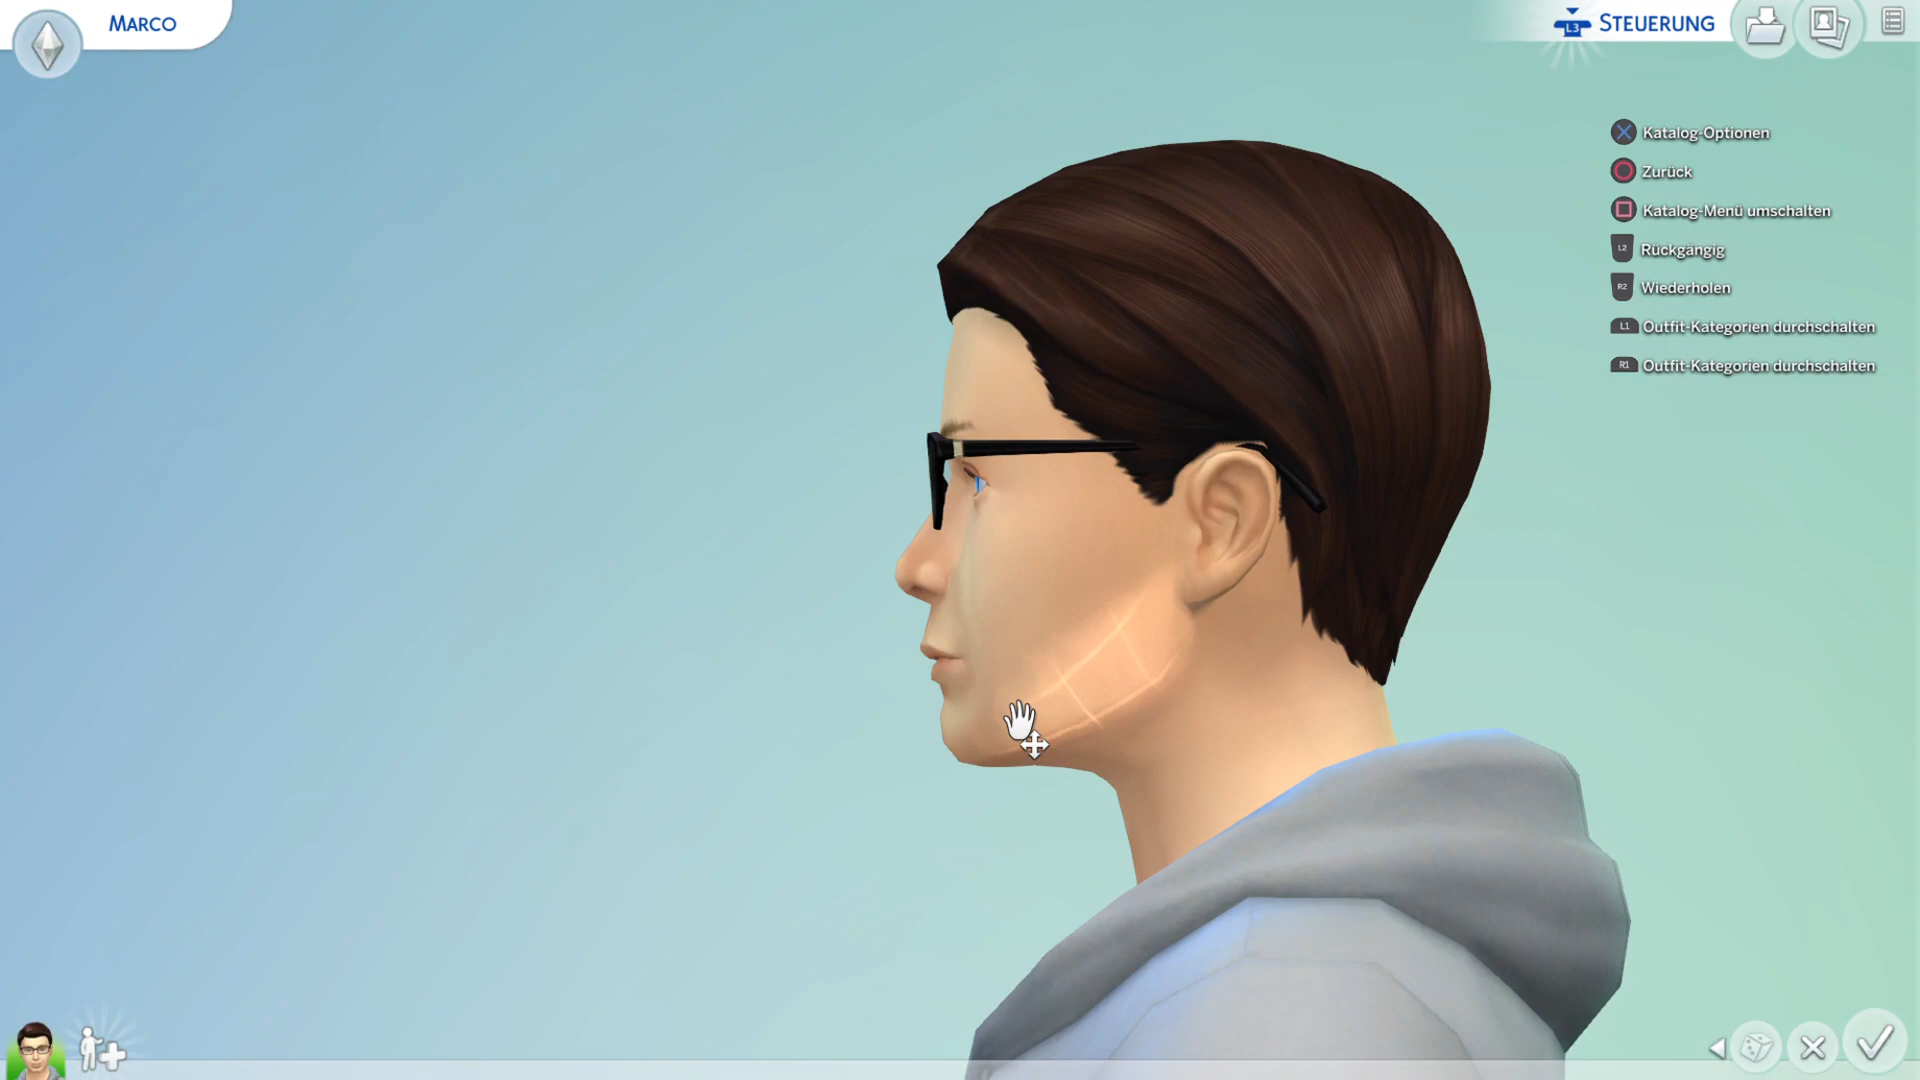 MARCO
L3 STEUERUNG
Katalog-Optionen
Zurück
Katalog-Menü umschalten
L2 Rückgängig
R2 Wiederholen
L1 Outfit-Kategorien durchschalten
R1 Outfit-Kategorien durchschalten